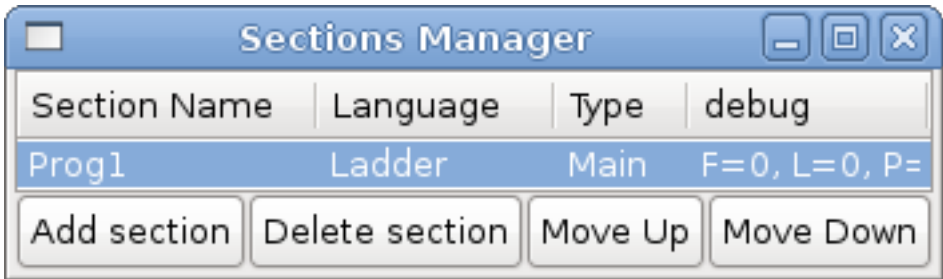 Sections Manager
Section Name Language Type debug
Prog1 Ladder Main F=0, L=0, P=
Add section Delete section Move Up Move Down